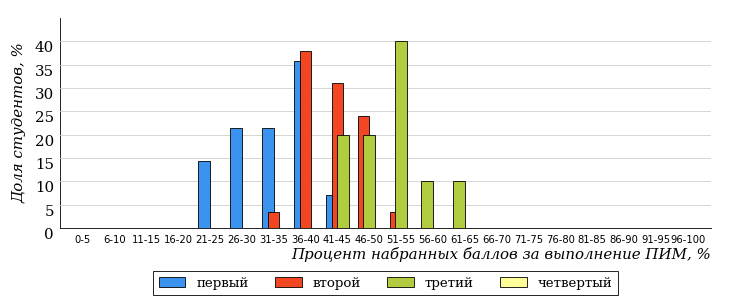 Доля студентов, %
40
35
30
25
20
15
10
5
0
0-5 6-10 11-15 16-20 21-25 26-30 31-35 36-40 41-45 46-50 51-55 56-60 61-65 66-70 71-75 76-80 81-85 86-90 91-95 96-100
Процент набранных баллов за выполнение ПИМ, %
первый второй третий четвертый